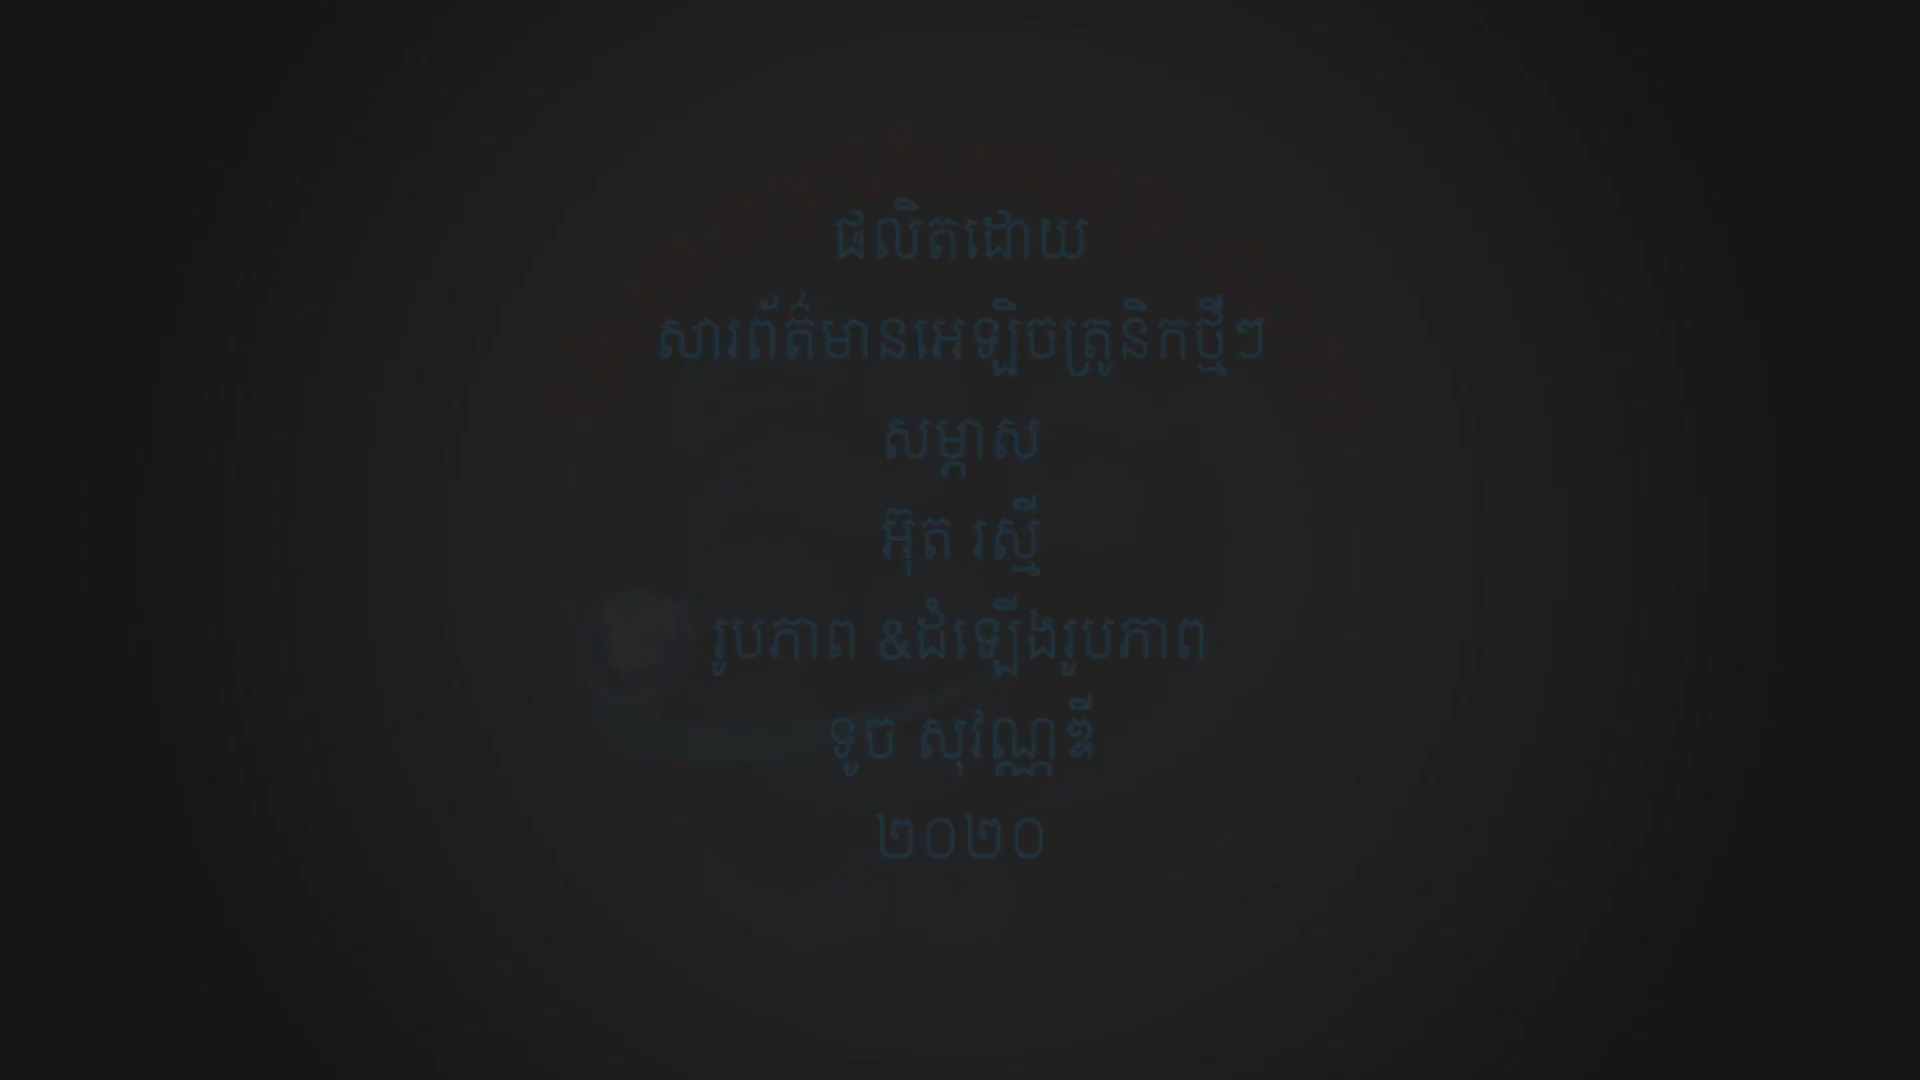 ផលិតដោយ
សារព័ត៌មានអេឡិចត្រូនិកថ្មីៗ
សម្ភាស
អ៊ុត រស្មី
រូបភាព &ដំឡើងរូបភាព
ទូច សុវណ្ណឌី
២០២០